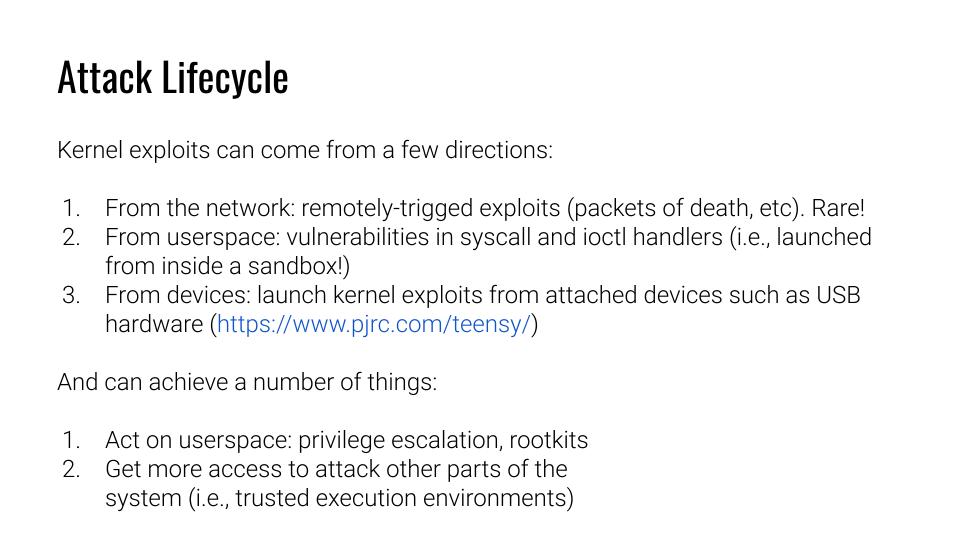 Attack Lifecycle
Kernel exploits can come from a few directions:
1. From the network: remotely-trigged exploits (packets of death, etc). Rare!
2. From userspace: vulnerabilities in syscall and ioctl handlers (i.e., launched
from inside a sandbox!)
3. From devices: launch kernel exploits from attached devices such as USB
hardware (https://www.pjrc.com/teensy/)
And can achieve a number of things:
1. Act on userspace: privilege escalation, rootkits
2. Get more access to attack other parts of the
system (i.e., trusted execution environments)